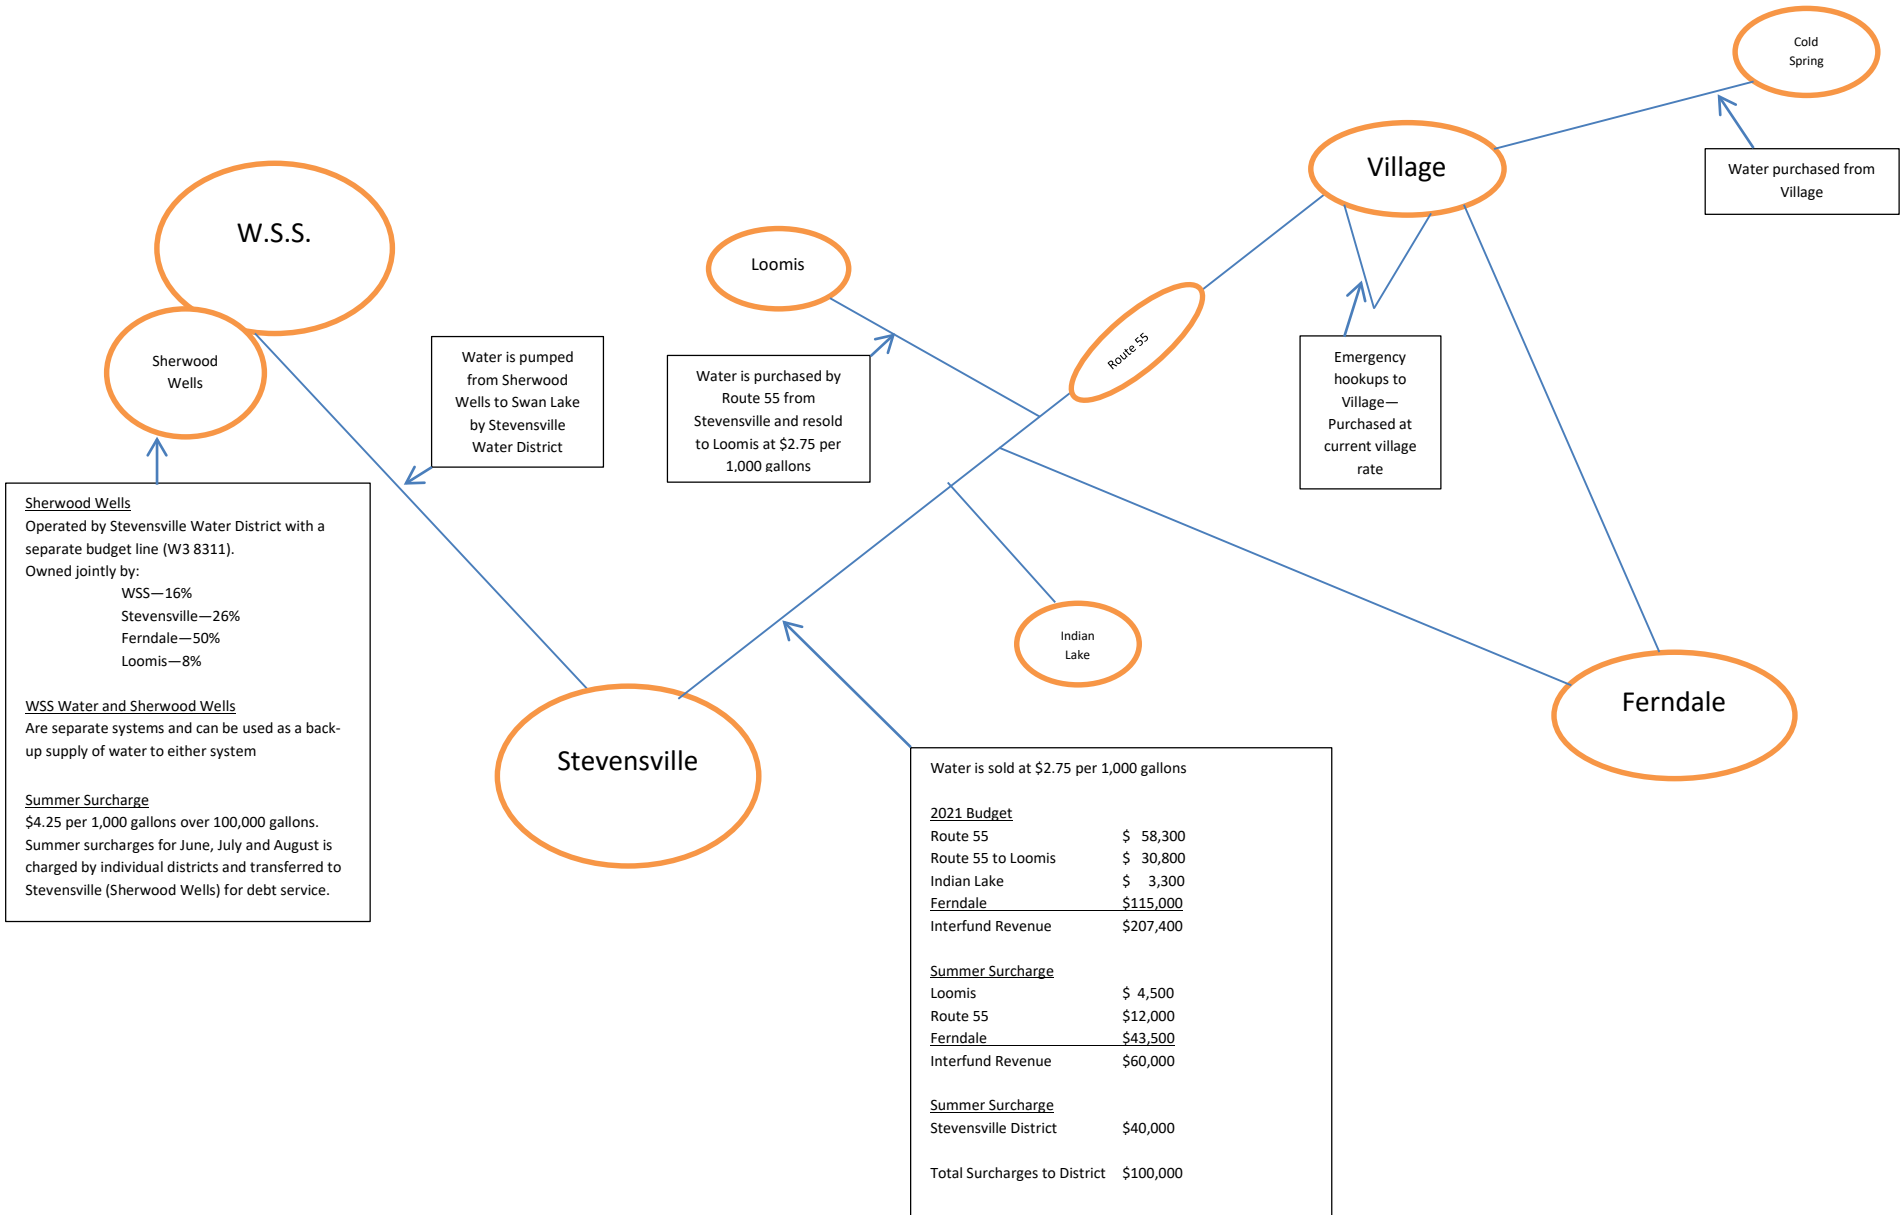 Cold
Spring
Village
Water purchased from
Village
W.S.S.
Loomis
Route 55
Sherwood
Wells
Water is pumped
from Sherwood
Wells to Swan Lake
by Stevensville
Water District
Water is purchased by
Route 55 from
Stevensville and resold
to Loomis at $2.75 per
1,000 gallons
Emergency
hookups to
Village—
Purchased at
current village
rate
Sherwood Wells
Operated by Stevensville Water District with a
separate budget line (W3 8311).
Owned jointly by:
WSS—16%
Stevensville—26%
Ferndale—50%
Loomis—8%
WSS Water and Sherwood Wells
Are separate systems and can be used as a back-
up supply of water to either system
Summer Surcharge
$4.25 per 1,000 gallons over 100,000 gallons.
Summer surcharges for June, July and August is
charged by individual districts and transferred to
Stevensville (Sherwood Wells) for debt service.
Indian
Lake
Ferndale
Stevensville
Water is sold at $2.75 per 1,000 gallons
2021 Budget
Route 55 $ 58,300
Route 55 to Loomis $ 30,800
Indian Lake $ 3,300
Ferndale $115,000
Interfund Revenue $207,400
Summer Surcharge
Loomis $ 4,500
Route 55 $12,000
Ferndale $43,500
Interfund Revenue $60,000
Summer Surcharge
Stevensville District $40,000
Total Surcharges to District $100,000